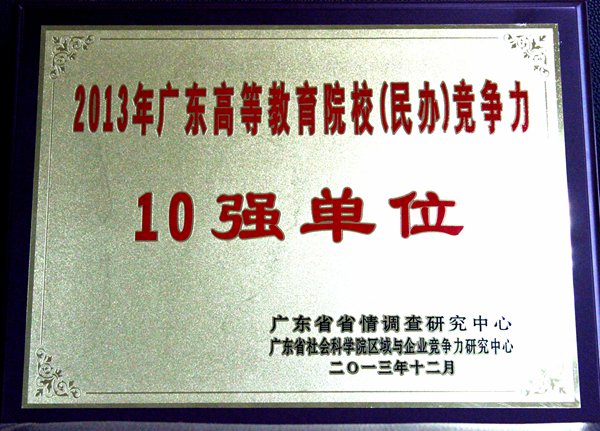 2013年广东高等教育院校(民办)竞争力
10强单位
广东省省情调查研究中心
广东省社会科学院区域与企业竞争力研究中心
二〇一三年十二月